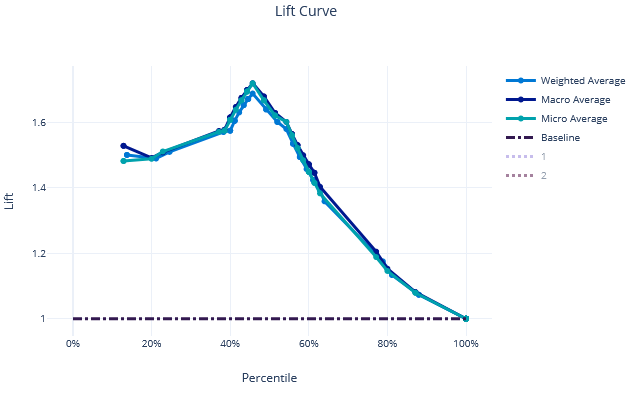 Lift Curve
Weighted Average
Macro Average
Micro Average
Baseline
1
2
Lift
1.6
1.4
1.2
1
0% 20% 40% 60% 80% 100%
Percentile